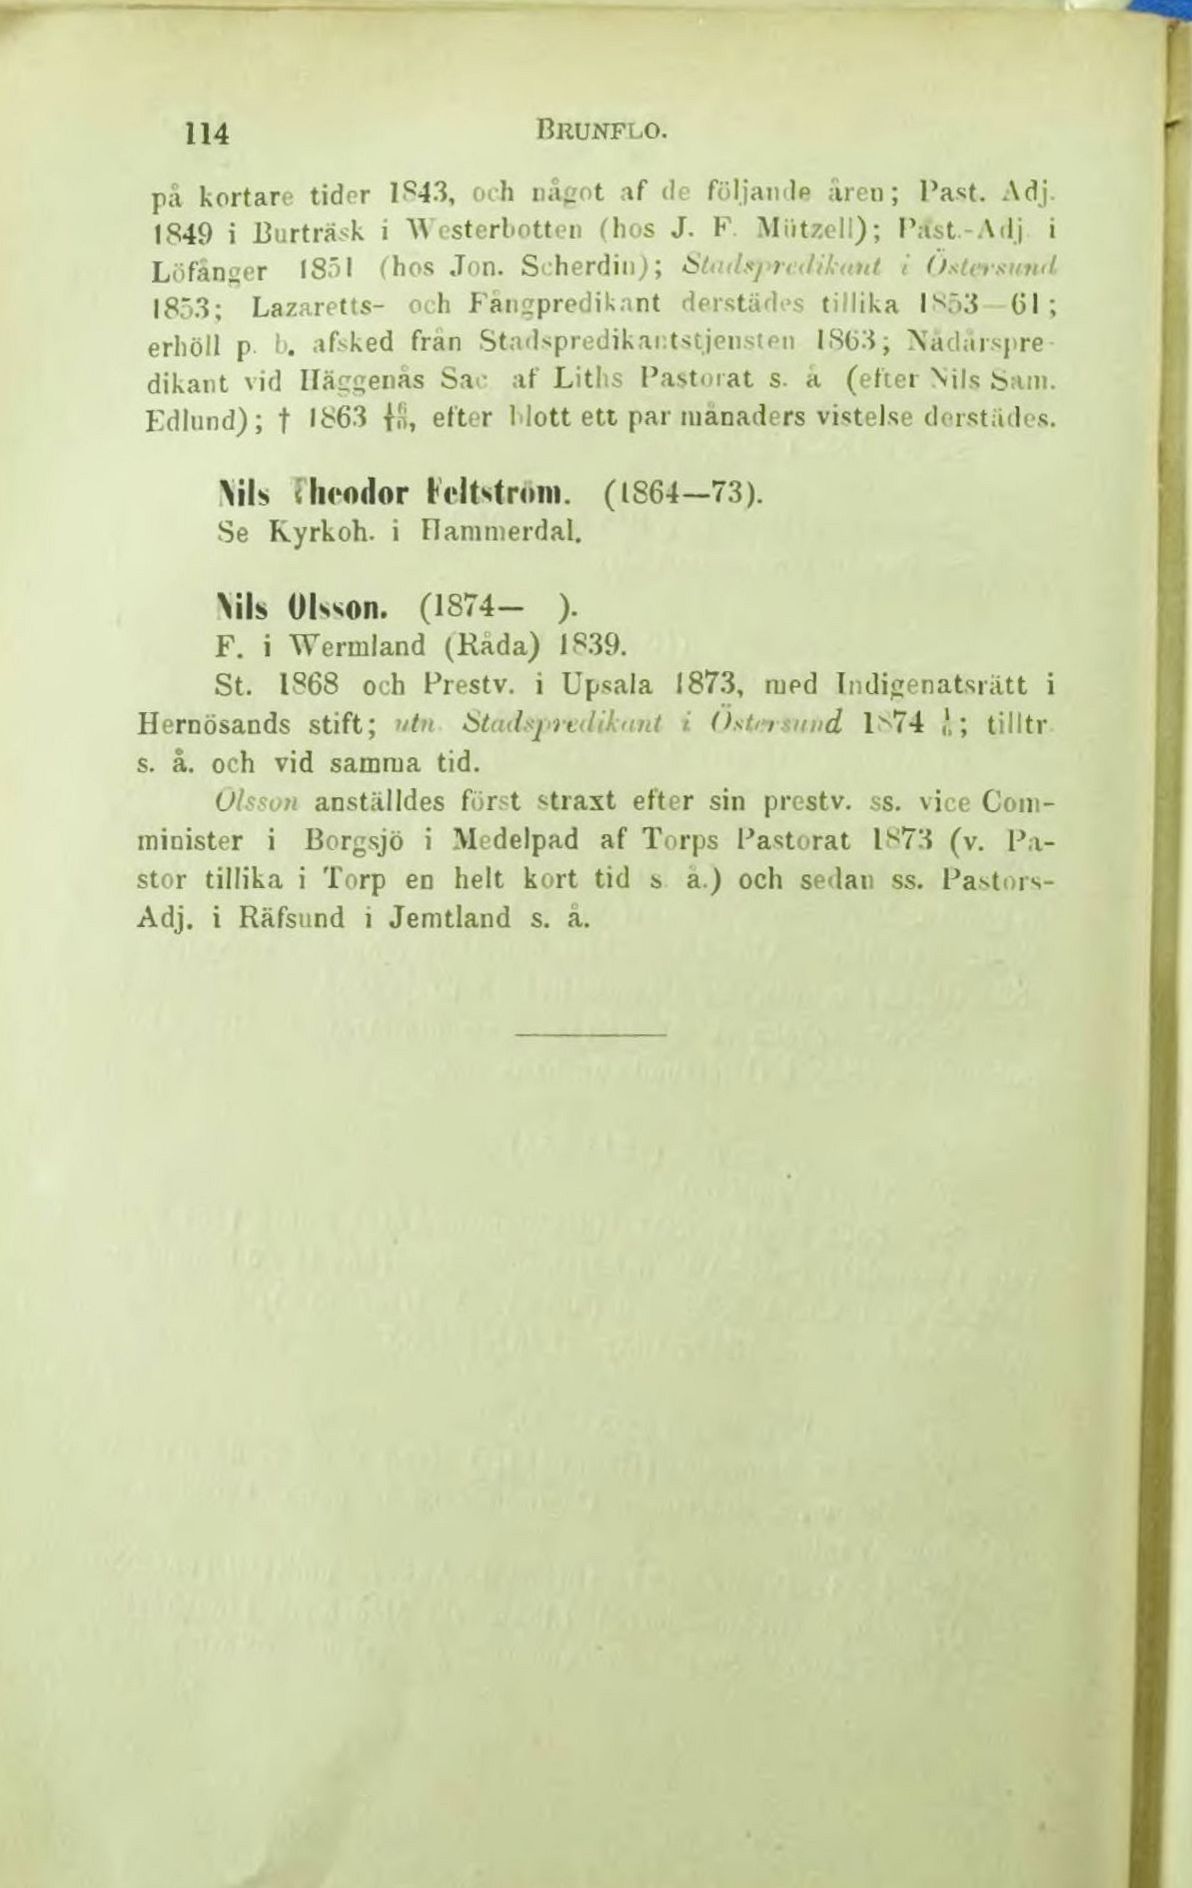 114 BRUNFLO.
på kortare tider 1843, och något af de följande åren; Past. Adj.
1849 i Burträsk i Westerbotten (hos J. F. Mützell); Past.-Adj i
Löfånger 1851 (hos Jon. Scherdin); Stadspredikant i Östersund
1853; Lazaretts- och Fångpredikant derstädes tillika 1853—61;
erhöll p. b. afsked från Stadspredikantstjensten 1863; Nådårspre-
dikant vid Häggenås Sac. af Liths Pastorat s. å (efter Nils Sam.
Edlund); † 1863 efter blott ett par månaders vistelse derstädes.
Nils Theodor Feltström. (1864—73).
Se Kyrkoh. i Hammerdal.
Nils Olsson. (1874— ).
F. i Wermland (Råda) 1839.
St. 1868 och Prestv. i Upsala 1873, med Indigenatsrätt i
Hernösands stift; utn. Stadspredikant i Östersund 1874 ; tilltr.
s. å. och vid samma tid.
Olsson anställdes först straxt efter sin prestv. ss. vice Com-
minister i Borgsjö i Medelpad af Torps Pastorat 1873 (v. Pa-
stor tillika i Torp en helt kort tid s. å.) och sedan ss. Pastors-
Adj. i Räfsund i Jemtland s. å.